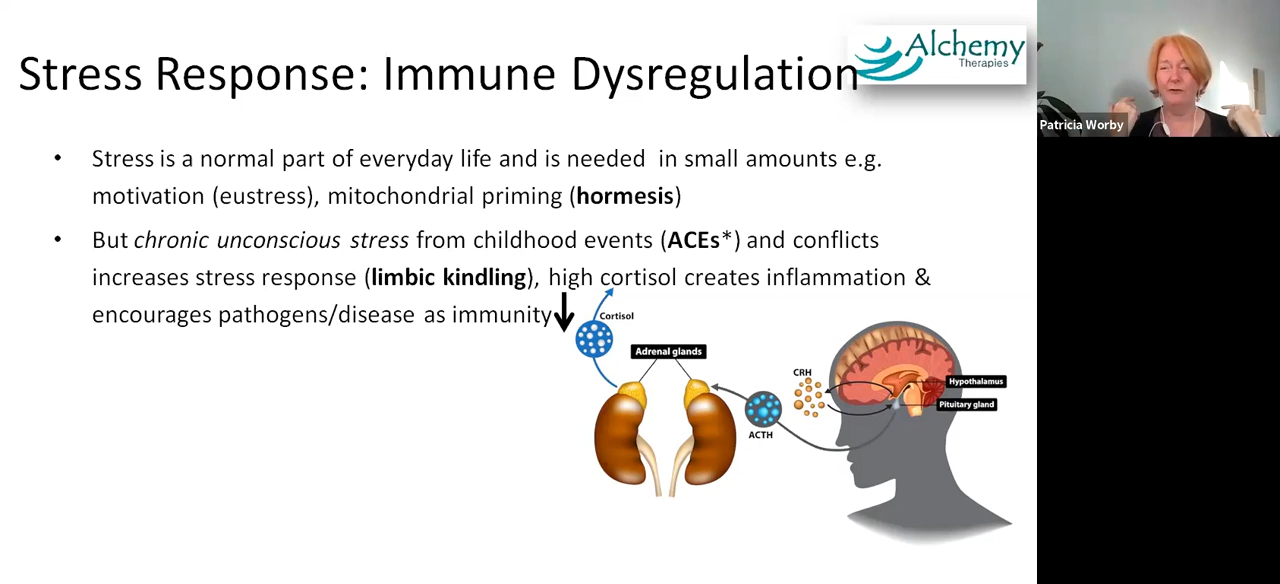 Stress Response: Immune Dysregulation
Alchemy
Therapies
Patricia Worby
• Stress is a normal part of everyday life and is needed in small amounts e.g.
motivation (eustress), mitochondrial priming (hormesis)
• But chronic unconscious stress from childhood events (ACEs*) and conflicts
increases stress response (limbic kindling), high cortisol creates inflammation &
encourages pathogens/disease as immunity
Cortisol
Adrenal glands
CRH
Hypothalamus
Pituitary gland
ACTH